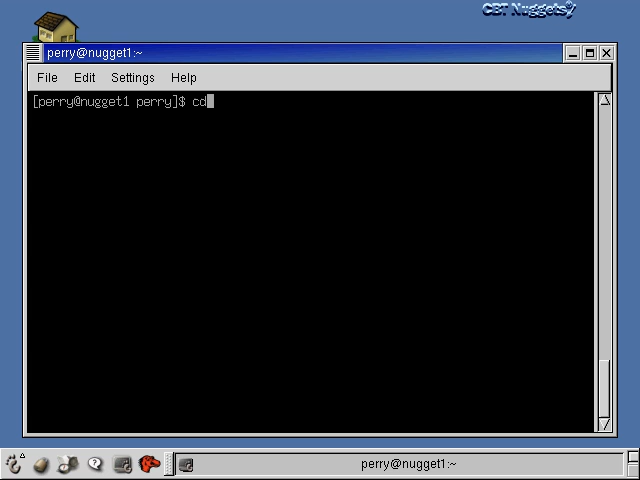 CBT Nuggets
perry@nugget1:~
File Edit Settings Help
[perry@nugget1 perry]$ cd
perry@nugget1:~